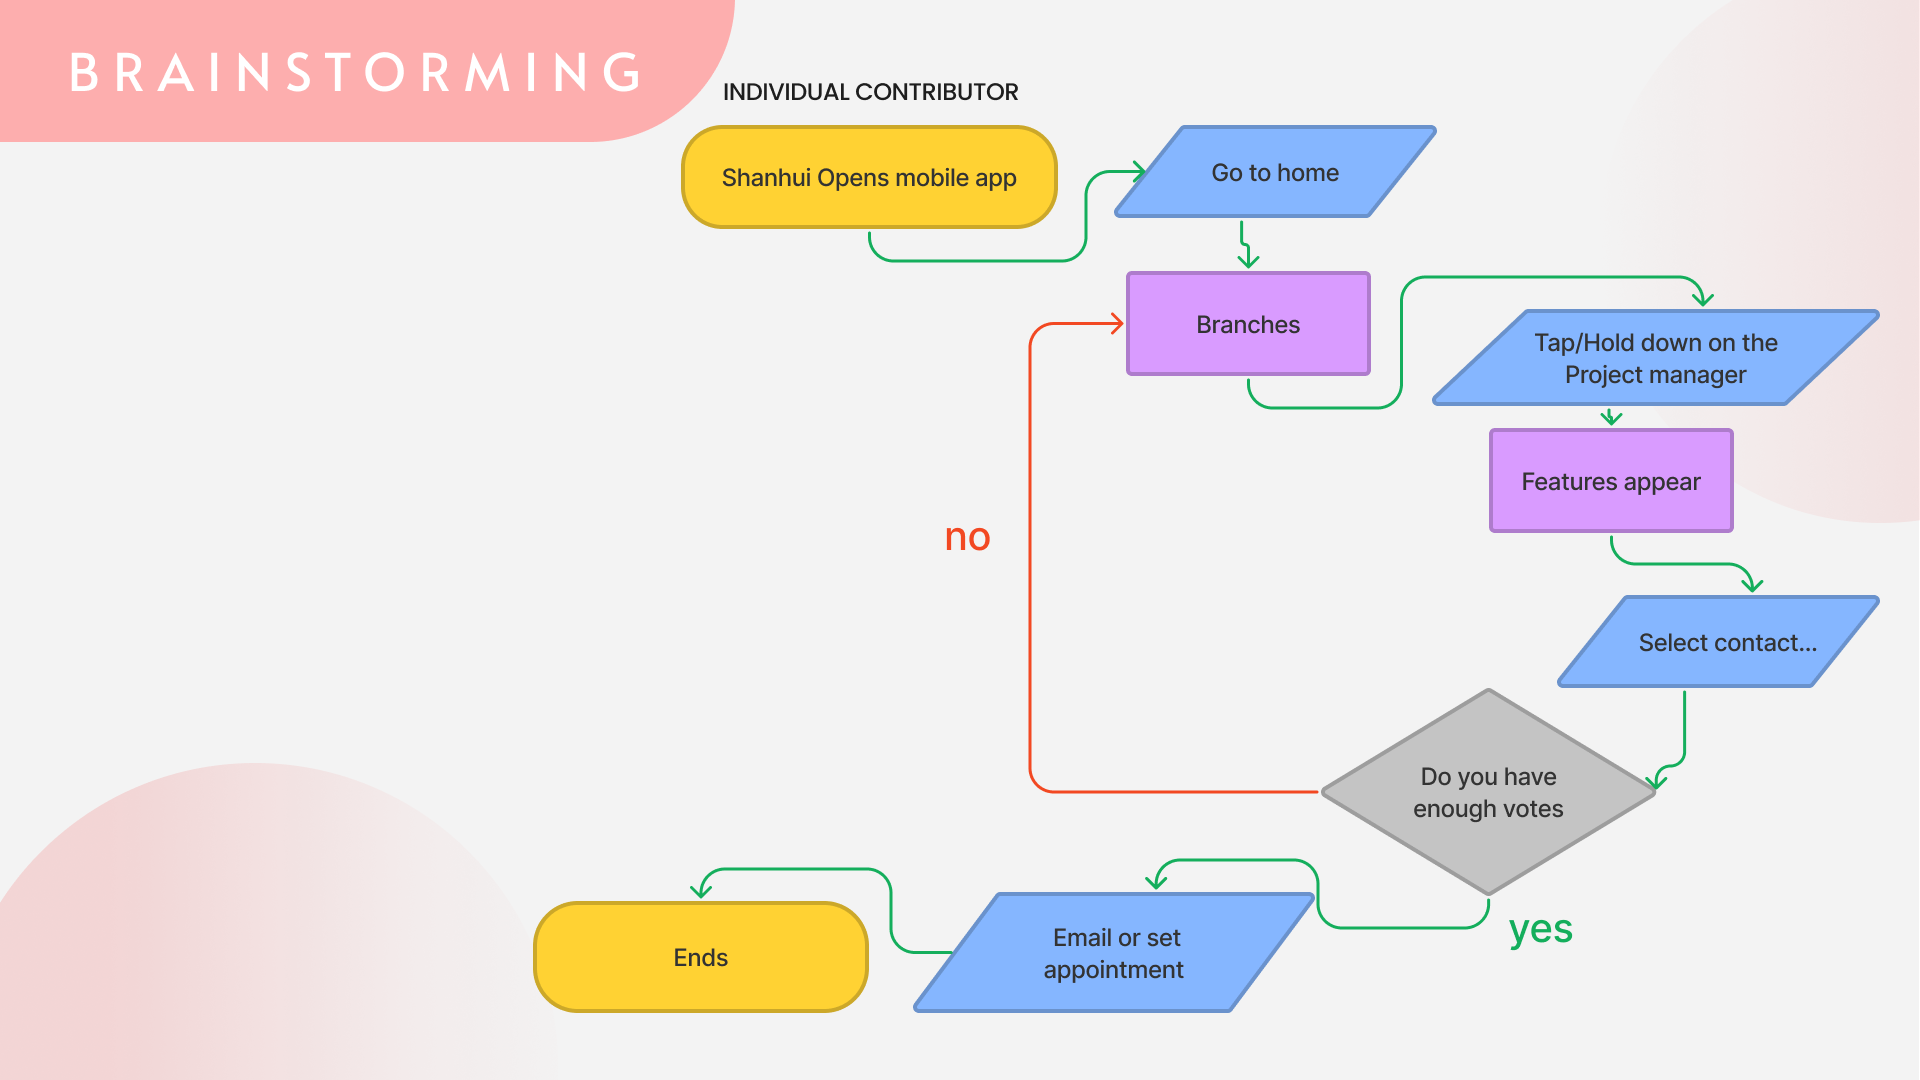 BRAINSTORMING
INDIVIDUAL CONTRIBUTOR
Shanhui Opens mobile app
Go to home
Branches
Tap/Hold down on the
Project manager
Features appear
no
Select contact...
Do you have
enough votes
yes
Email or set
appointment
Ends